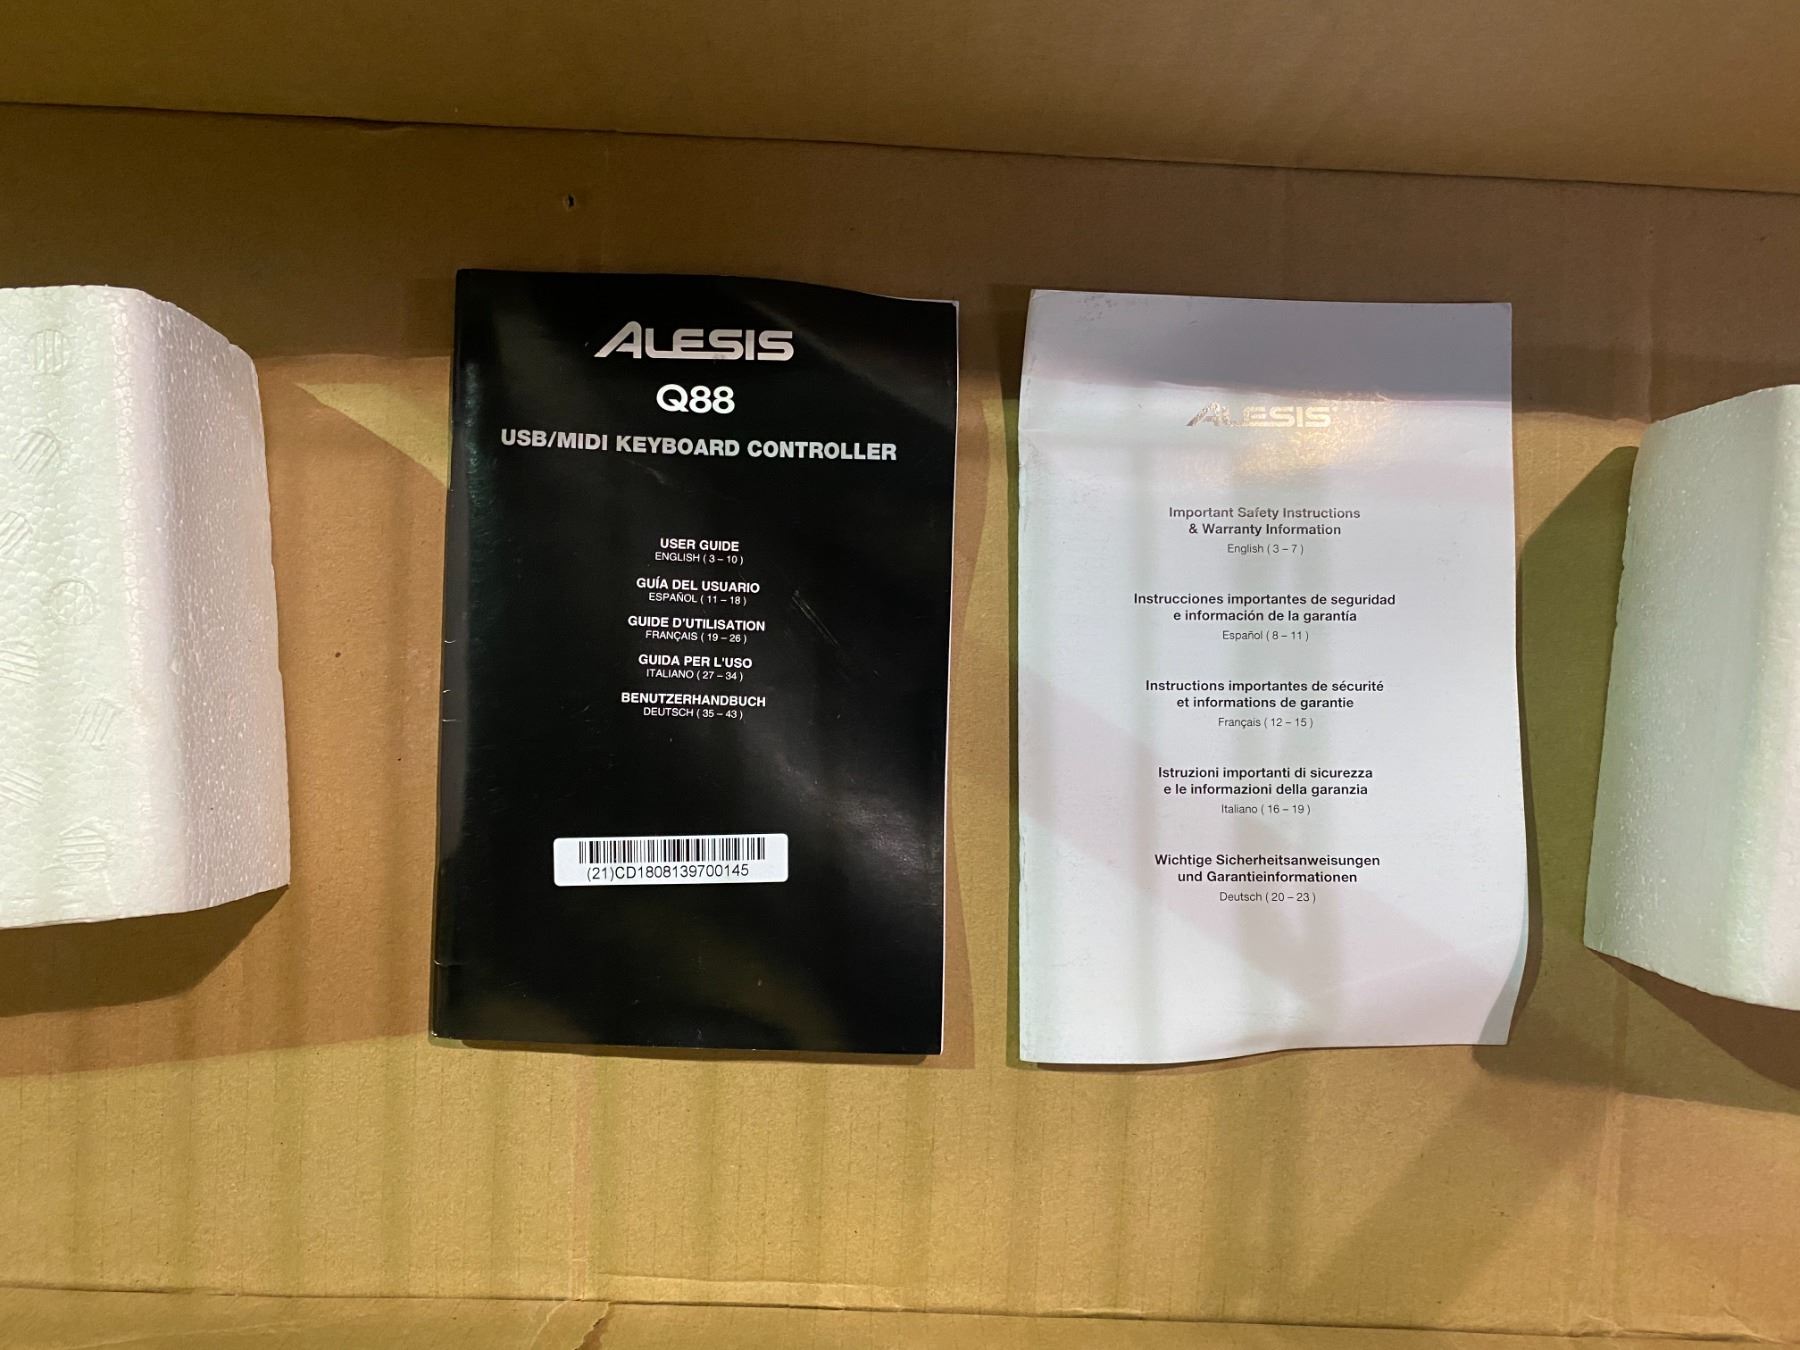 ALESIS
Q88
USB/MIDI KEYBOARD CONTROLLER
USER GUIDE
ENGLISH ( 3 – 10 )
GUÍA DEL USUARIO
ESPAÑOL ( 11 – 18 )
GUIDE D'UTILISATION
FRANÇAIS ( 19 – 26 )
GUIDA PER L'USO
ITALIANO ( 27 – 34 )
BENUTZERHANDBUCH
DEUTSCH ( 35 – 43 )
(21)CD1808139700145
ALESIS
Important Safety Instructions
& Warranty Information
English ( 3 – 7 )
Instrucciones importantes de seguridad
e información de la garantía
Español ( 8 – 11 )
Instructions importantes de sécurité
et informations de garantie
Français ( 12 – 15 )
Istruzioni importanti di sicurezza
e le informazioni della garanzia
Italiano ( 16 – 19 )
Wichtige Sicherheitsanweisungen
und Garantieinformationen
Deutsch ( 20 – 23 )